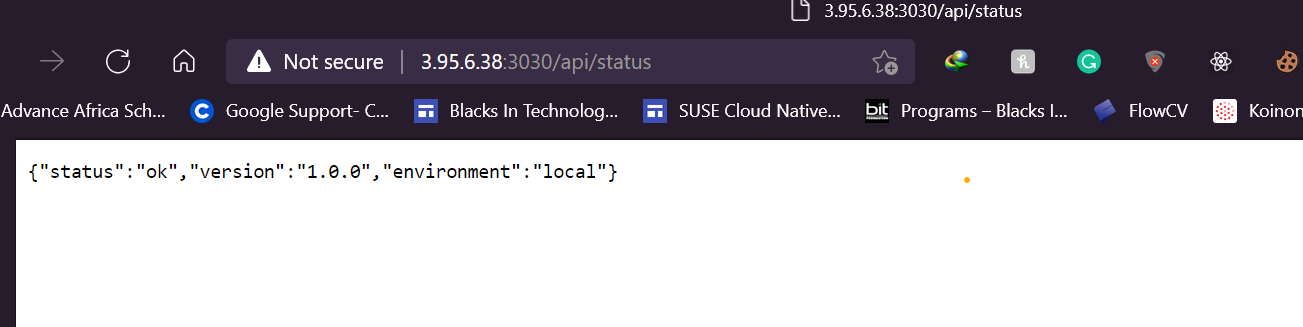 3.95.6.38:3030/api/status
Not secure | 3.95.6.38:3030/api/status
Advance Africa Sch... Google Support- C... Blacks In Technolog... SUSE Cloud Native... bit Programs – Blacks I... FlowCV Koinon
{"status":"ok","version":"1.0.0","environment":"local"}